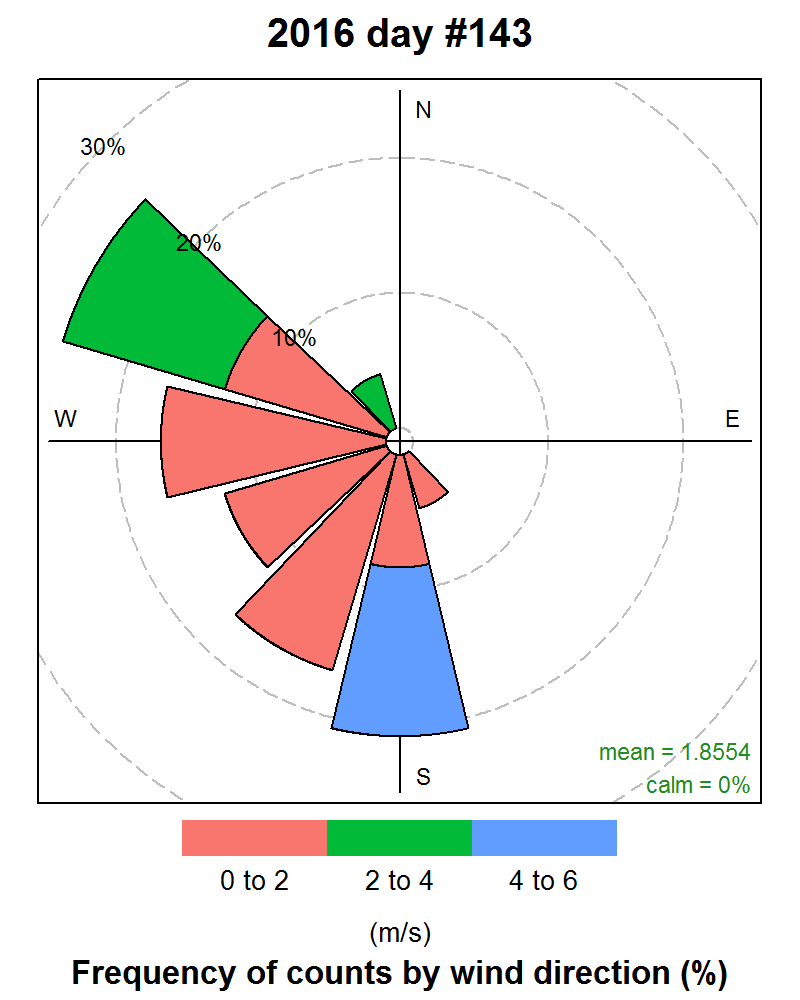 2016 day #143
N
30%
20%
10%
W
E
S
mean = 1.8554
calm = 0%
0 to 2
2 to 4
4 to 6
(m/s)
Frequency of counts by wind direction (%)